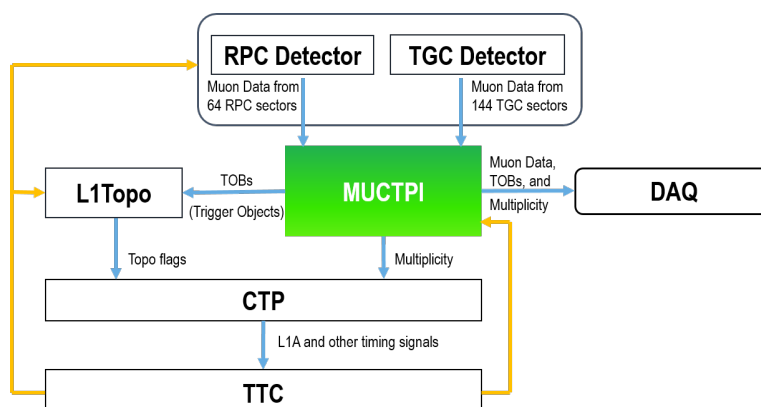 RPC Detector
TGC Detector
Muon Data from
64 RPC sectors
Muon Data from
144 TGC sectors
L1Topo
TOBs
(Trigger Objects)
MUCTPI
Muon Data,
TOBs, and
Multiplicity
DAQ
Topo flags
Multiplicity
CTP
L1A and other timing signals
TTC